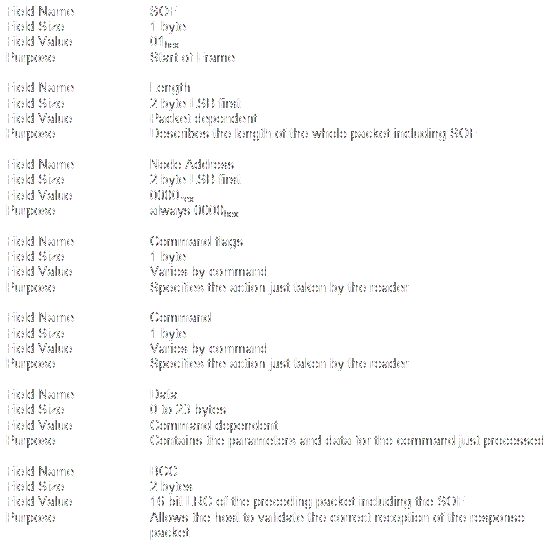 Field Name SOF
Field Size 1 byte
Field Value 01hex
Purpose Start of Frame
Field Name Length
Field Size 2 byte LSB first
Field Value Packet dependent
Purpose Describes the length of the whole packet including SOF
Field Name Node Address
Field Size 2 byte LSB first
Field Value 0000hex
Purpose always 0000hex
Field Name Command flags
Field Size 1 byte
Field Value Varies by command
Purpose Specifies the action just taken by the reader
Field Name Command
Field Size 1 byte
Field Value Varies by command
Purpose Specifies the action just taken by the reader
Field Name Data
Field Size 0 to 23 bytes
Field Value Command dependent
Purpose Contains the parameters and data for the command just processed
Field Name BCC
Field Size 2 bytes
Field Value 16 bit LRC of the preceding packet including the SOF
Purpose Allows the host to validate the correct reception of the response
packet